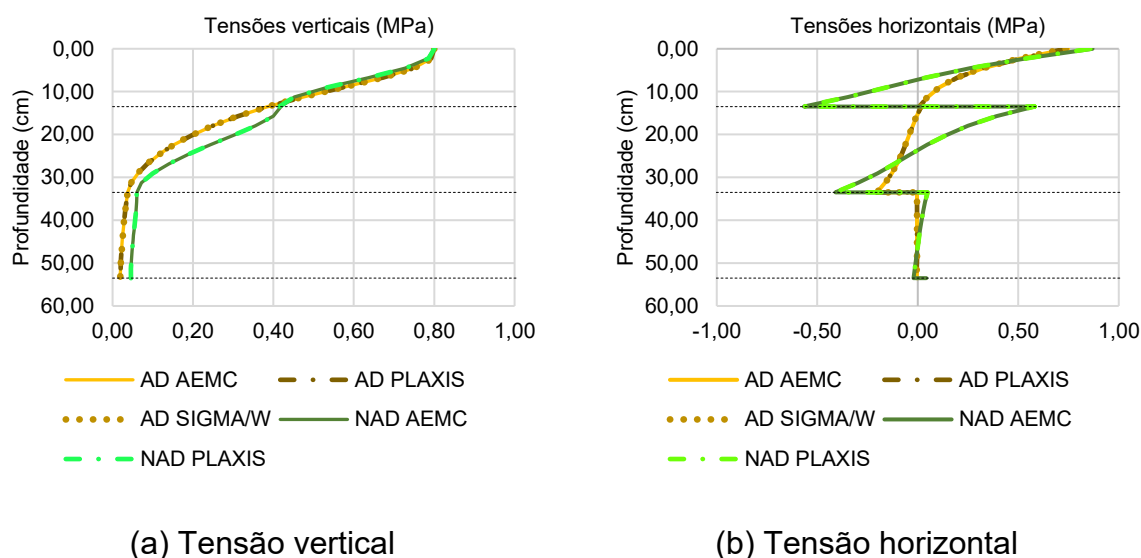 Tensões verticais (MPa)
0,00
10,00
20,00
30,00
40,00
50,00
60,00
Profundidade (cm)
0,00 0,20 0,40 0,60 0,80 1,00
AD AEMC AD PLAXIS
AD SIGMA/W NAD AEMC
NAD PLAXIS
(a) Tensão vertical
Tensões horizontais (MPa)
0,00
10,00
20,00
30,00
40,00
50,00
60,00
Profundidade (cm)
-1,00 -0,50 0,00 0,50 1,00
AD AEMC AD PLAXIS
AD SIGMA/W NAD AEMC
NAD PLAXIS
(b) Tensão horizontal